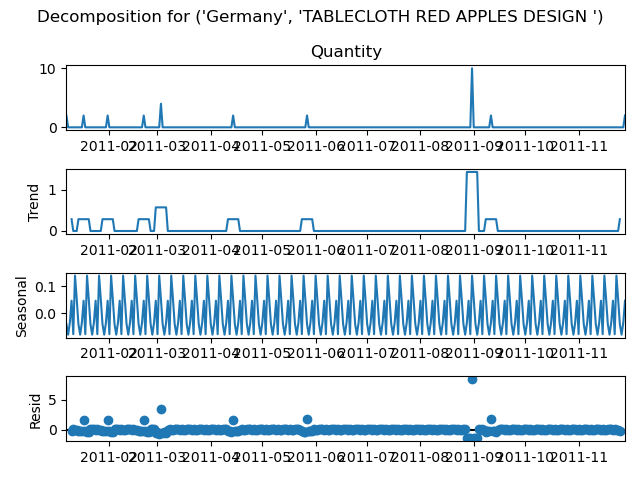 Decomposition for ('Germany', 'TABLECLOTH RED APPLES DESIGN ')
Quantity
10
0
2011-02 2011-03 2011-04 2011-05 2011-06 2011-07 2011-08 2011-09 2011-10 2011-11
Trend
1
0
2011-02 2011-03 2011-04 2011-05 2011-06 2011-07 2011-08 2011-09 2011-10 2011-11
Seasonal
0.1
0.0
2011-02 2011-03 2011-04 2011-05 2011-06 2011-07 2011-08 2011-09 2011-10 2011-11
Resid
5
0
2011-02 2011-03 2011-04 2011-05 2011-06 2011-07 2011-08 2011-09 2011-10 2011-11